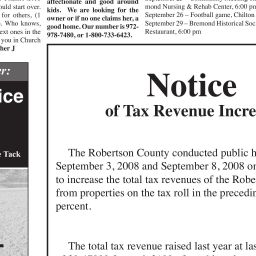 ould start over.
for others, (1
e. Who knows,
ext ones in the
you in Church
her J
affectionate and good around
kids. We are looking for the
owner or if no one claims her, a
good home. Our number is 972-
978-7480, or 1-800-733-6423.
mond Nursing & Rehab Center, 6:00 pm
September 26 – Football game, Chilton
September 29 – Bremond Historical Soc
Restaurant, 6:00 pm
er:
ice
e Tack
Notice
of Tax Revenue Incre
The Robertson County conducted public h
September 3, 2008 and September 8, 2008 o
to increase the total tax revenues of the Robe
from properties on the tax roll in the precedin
percent.
The total tax revenue raised last year at las